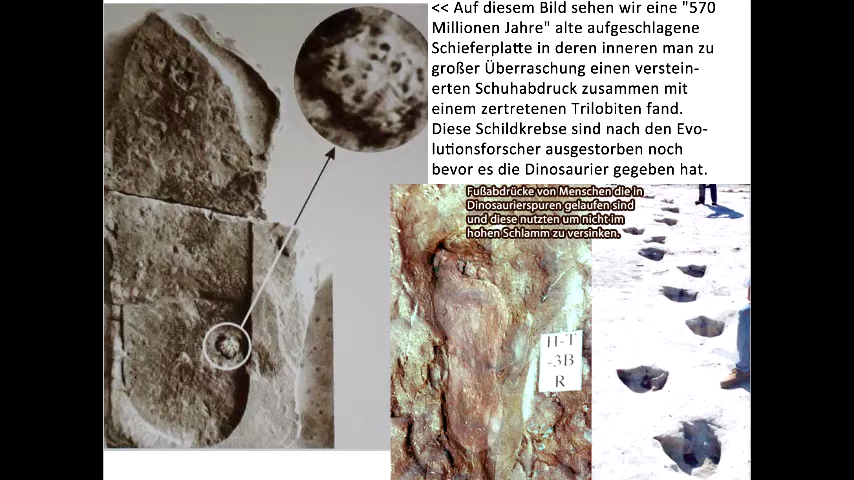 << Auf diesem Bild sehen wir eine "570
Millionen Jahre" alte aufgeschlagene
Schieferplatte in deren inneren man zu
großer Überraschung einen verstein-
erten Schuhabdruck zusammen mit
einem zertretenen Trilobiten fand.
Diese Schildkrebse sind nach den Evo-
lutionsforscher ausgestorben noch
bevor es die Dinosaurier gegeben hat.
Fußabdrücke von Menschen die in
Dinosaurierspuren gelaufen sind
und diese nutzten um nicht im
hohen Schlamm zu versinken.
H-T
-3B
R